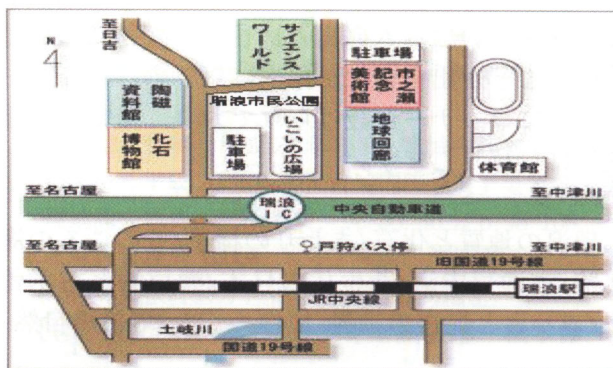 至日吉
N
サイエンス
ワールド
駐車場
市之瀬
記念
美術館
陶磁
資料館
瑞浪市民公園
化石
博物館
駐車場
いこいの広場
地球回廊
体育館
至名古屋
瑞浪
IC
中央自動車道
至中津川
至名古屋
戸狩バス停
至中津川
旧国道19号線
JR中央線
瑞浪駅
土岐川
国道19号線